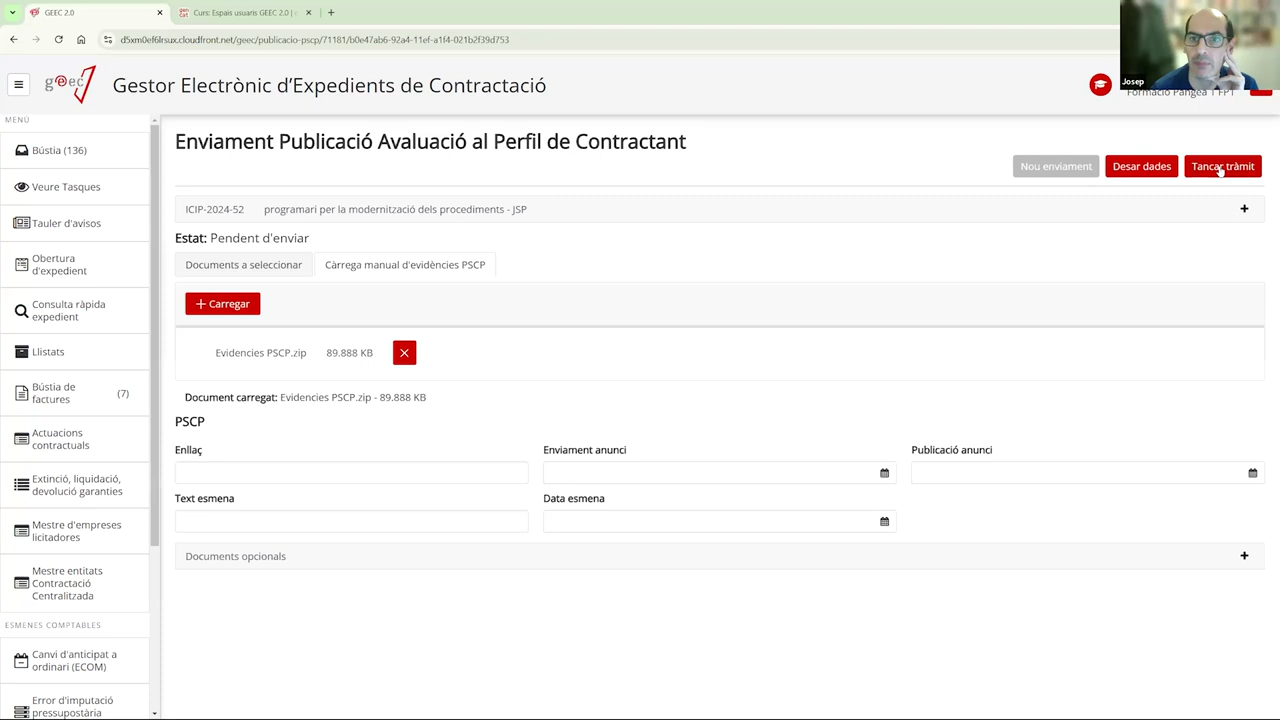 GEEC 2.0
Curs: Espais usuaris GEEC 2.0 | e
d5xm0ef6lrsux.cloudfront.net/geec/publicacio-pscp/71181/b0e47ab6-92a4-11ef-a1f4-021b2f39d753
g@ec
Gestor Electrònic d'Expedients de Contractació
Josep
Formació Pangea 1 FPT
MENÚ
Bústia (136)
Veure Tasques
Tauler d'avisos
Obertura
d'expedient
Consulta ràpida
expedient
Llistats
Bústia de
factures (7)
Actuacions
contractuals
Extinció, liquidació,
devolució garanties
Mestre d'empreses
licitadores
Mestre entitats
Contractació
Centralitzada
ESMENES COMPTABLES
Canvi d'anticipat a
ordinari (ECOM)
Error d'imputació
pressupostària
Enviament Publicació Avaluació al Perfil de Contractant
Nou enviament Desar dades Tancar tràmit
ICIP-2024-52 programari per la modernització dels procediments - JSP
Estat: Pendent d'enviar
Documents a seleccionar Càrrega manual d'evidències PSCP
+ Carregar
Evidencies PSCP.zip 89.888 KB
Document carregat: Evidencies PSCP.zip - 89.888 KB
PSCP
Enllaç Enviament anunci Publicació anunci
Text esmena Data esmena
Documents opcionals